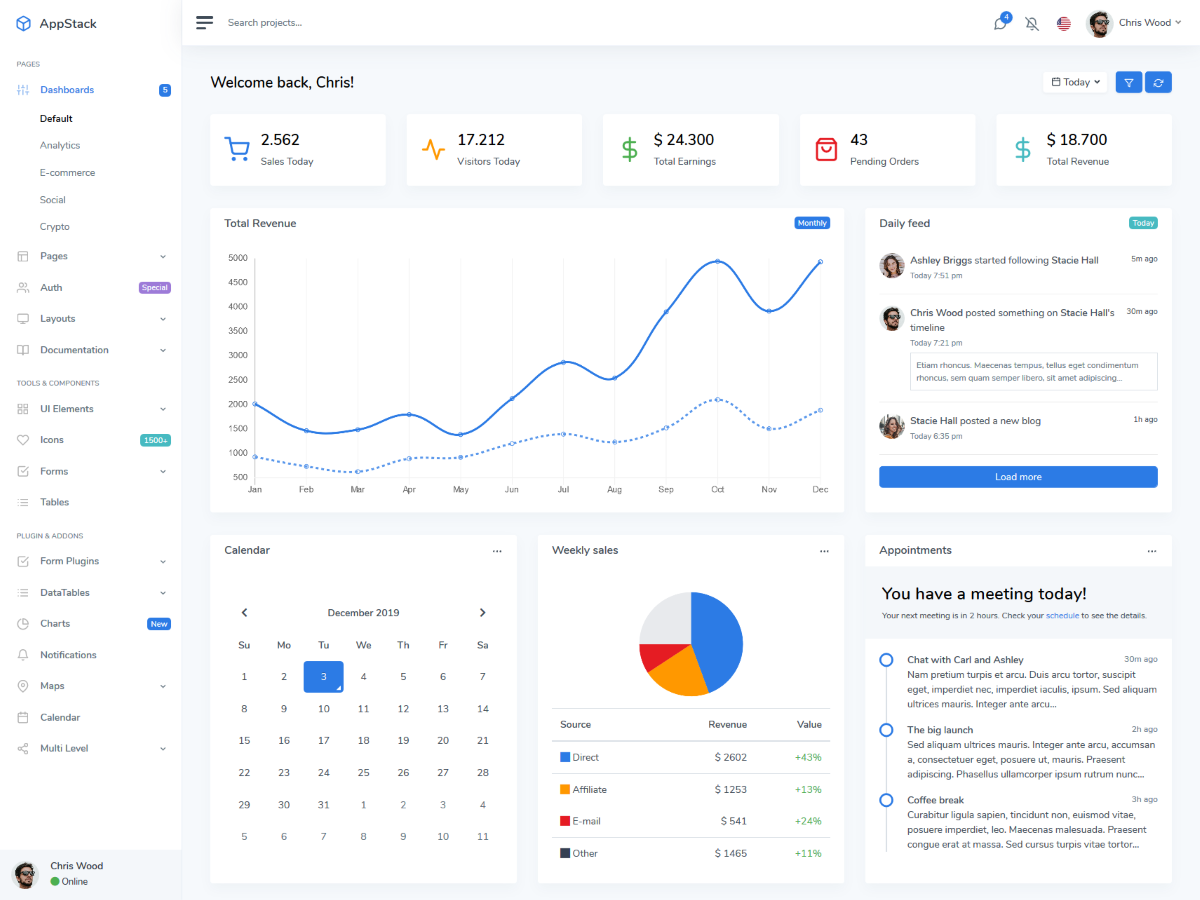 AppStack
PAGES
Dashboards 5
Default
Analytics
E-commerce
Social
Crypto
Pages
Auth Special
Layouts
Documentation
TOOLS & COMPONENTS
UI Elements
Icons 1500+
Forms
Tables
PLUGIN & ADDONS
Form Plugins
DataTables
Charts New
Notifications
Maps
Calendar
Multi Level
Chris Wood
Online
Search projects...
4
Chris Wood
Welcome back, Chris!
Today
2.562
Sales Today
17.212
Visitors Today
$ 24.300
Total Earnings
43
Pending Orders
$ 18.700
Total Revenue
Total Revenue Monthly
5000
4500
4000
3500
3000
2500
2000
1500
1000
500
Jan Feb Mar Apr May Jun Jul Aug Sep Oct Nov Dec
Daily feed Today
Ashley Briggs started following Stacie Hall 5m ago
Today 7:51 pm
Chris Wood posted something on Stacie Hall's 30m ago
timeline
Today 7:21 pm
Etiam rhoncus. Maecenas tempus, tellus eget condimentum
rhoncus, sem quam semper libero, sit amet adipiscing...
Stacie Hall posted a new blog 1h ago
Today 6:35 pm
Load more
Calendar ...
December 2019
Su Mo Tu We Th Fr Sa
1 2 3 4 5 6 7
8 9 10 11 12 13 14
15 16 17 18 19 20 21
22 23 24 25 26 27 28
29 30 31 1 2 3 4
5 6 7 8 9 10 11
Weekly sales ...
Source Revenue Value
Direct $ 2602 +43%
Affiliate $ 1253 +13%
E-mail $ 541 +24%
Other $ 1465 +11%
Appointments ...
You have a meeting today!
Your next meeting is in 2 hours. Check your schedule to see the details.
Chat with Carl and Ashley 30m ago
Nam pretium turpis et arcu. Duis arcu tortor, suscipit
eget, imperdiet nec, imperdiet iaculis, ipsum. Sed aliquam
ultrices mauris. Integer ante arcu...
The big launch 2h ago
Sed aliquam ultrices mauris. Integer ante arcu, accumsan
a, consectetuer eget, posuere ut, mauris. Praesent
adipiscing. Phasellus ullamcorper ipsum rutrum nunc...
Coffee break 3h ago
Curabitur ligula sapien, tincidunt non, euismod vitae,
posuere imperdiet, leo. Maecenas malesuada. Praesent
congue erat at massa. Sed cursus turpis vitae tortor...